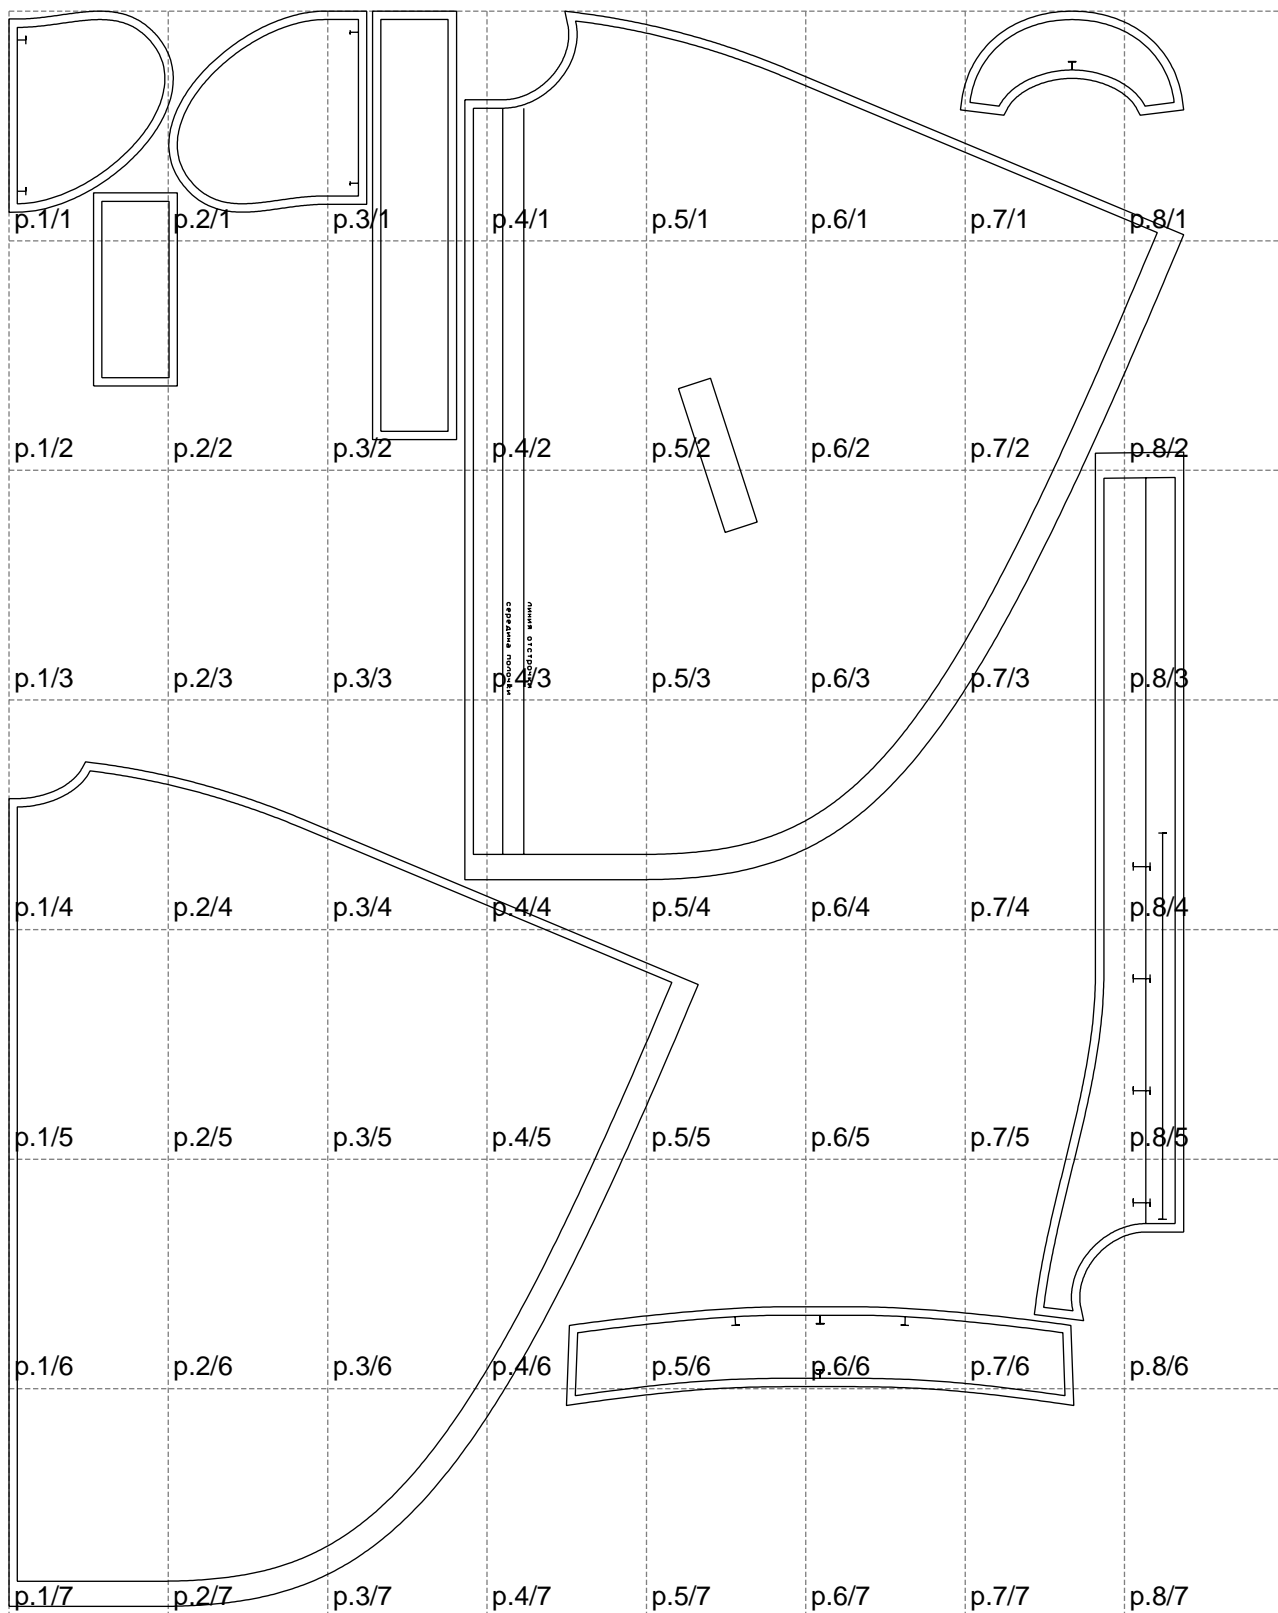 p.1/1 p.2/1 p.3/1 p.4/1 p.5/1 p.6/1 p.7/1 p.8/1
p.1/2 p.2/2 p.3/2 p.4/2 p.5/2 p.6/2 p.7/2 p.8/2
линия отстрочки
середина полочки
p.1/3 p.2/3 p.3/3 p.4/3 p.5/3 p.6/3 p.7/3 p.8/3
p.1/4 p.2/4 p.3/4 p.4/4 p.5/4 p.6/4 p.7/4 p.8/4
p.1/5 p.2/5 p.3/5 p.4/5 p.5/5 p.6/5 p.7/5 p.8/5
p.1/6 p.2/6 p.3/6 p.4/6 p.5/6 p.6/6 p.7/6 p.8/6
p.1/7 p.2/7 p.3/7 p.4/7 p.5/7 p.6/7 p.7/7 p.8/7